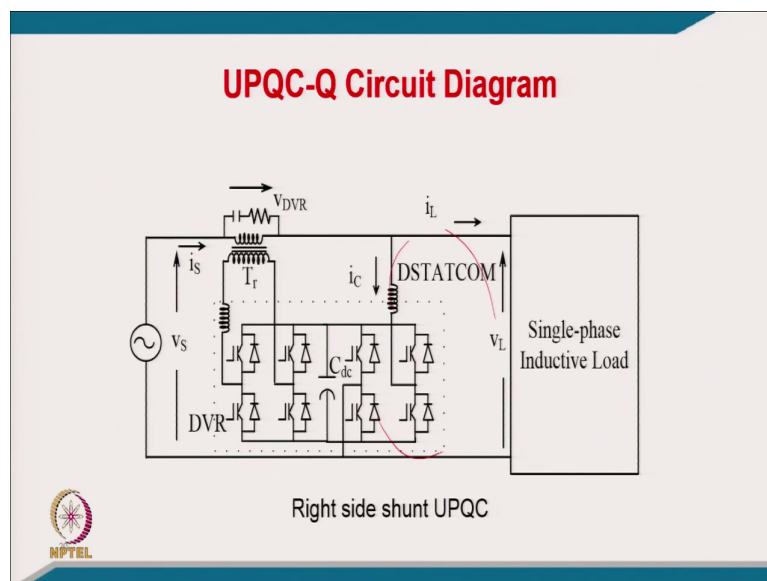 UPQC-Q Circuit Diagram
vDVR
iL
iS
Tr
iC
DSTATCOM
vS
Cdc
vL
Single-phase
Inductive Load
DVR
Right side shunt UPQC
NPTEL